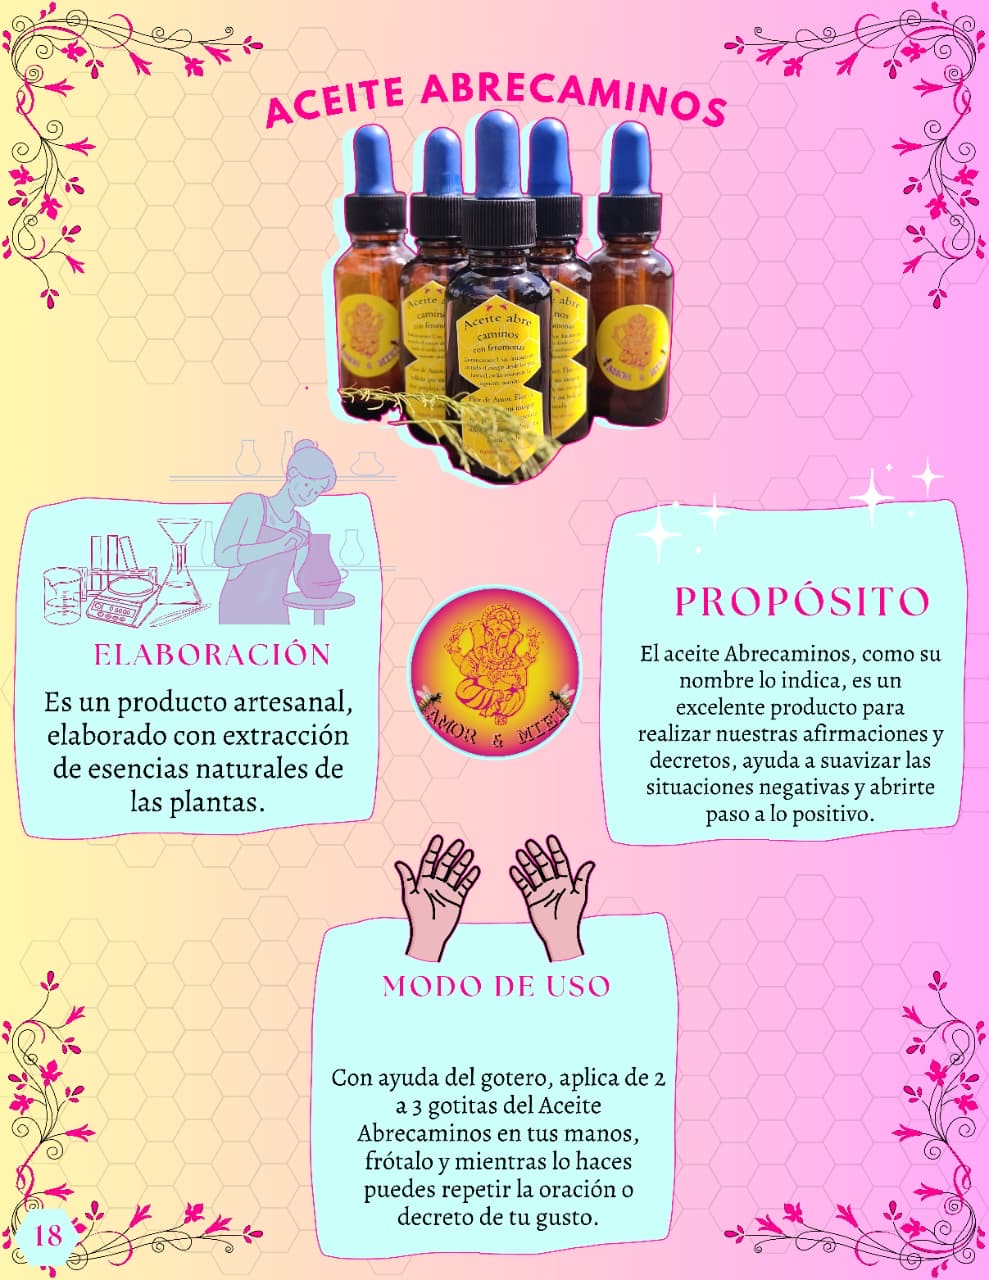 ACEITE ABRECAMINOS
Aceite abre
caminos
con feromonas
AMOR & MIEL
ELABORACIÓN
Es un producto artesanal,
elaborado con extracción
de esencias naturales de
las plantas.
AMOR & MIEL
PROPÓSITO
El aceite Abrecaminos, como su
nombre lo indica, es un
excelente producto para
realizar nuestras afirmaciones y
decretos, ayuda a suavizar las
situaciones negativas y abrirte
paso a lo positivo.
MODO DE USO
Con ayuda del gotero, aplica de 2
a 3 gotitas del Aceite
Abrecaminos en tus manos,
frótalo y mientras lo haces
puedes repetir la oración o
decreto de tu gusto.
18